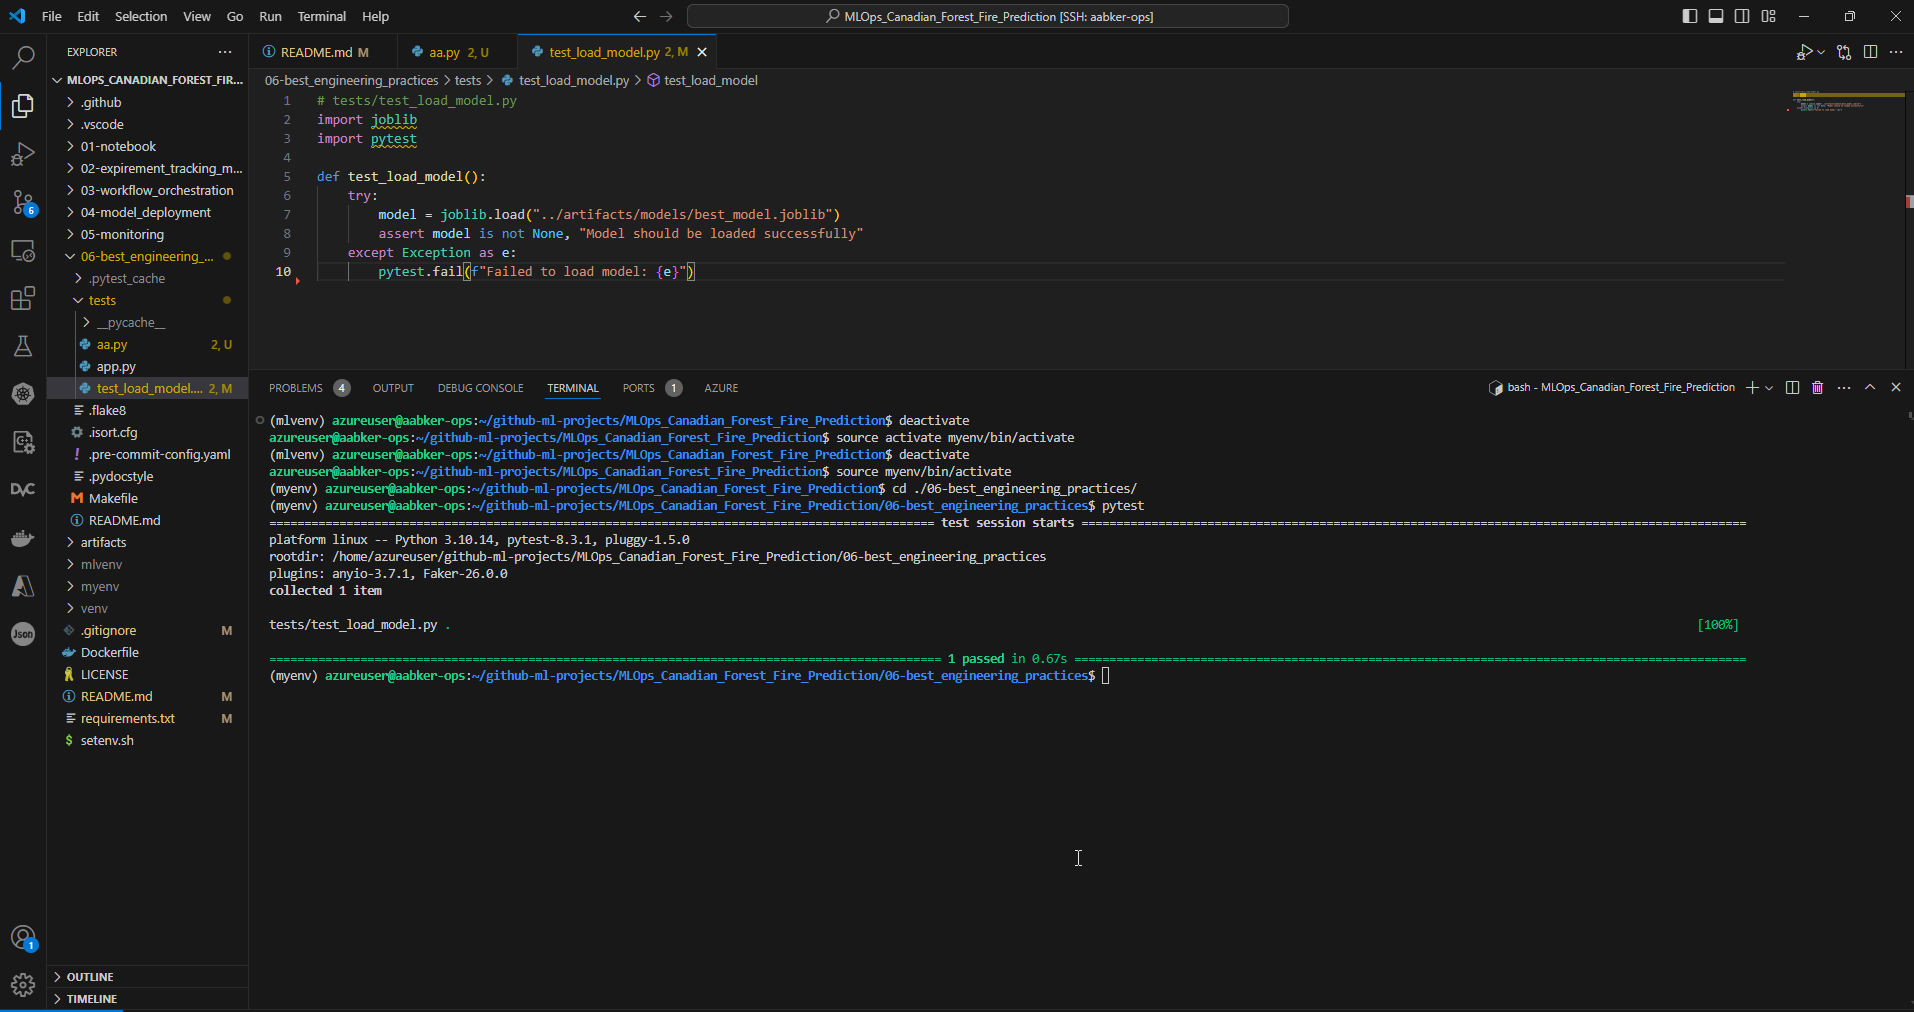 File Edit Selection View Go Run Terminal Help
MLOps_Canadian_Forest_Fire_Prediction [SSH: aabker-ops]
EXPLORER
MLOPS_CANADIAN_FOREST_FIR...
.github
.vscode
01-notebook
02-expirement_tracking_m...
03-workflow_orchestration
04-model_deployment
05-monitoring
06-best_engineering_...
.pytest_cache
tests
__pycache__
aa.py 2, U
app.py
test_load_model.... 2, M
.flake8
.isort.cfg
.pre-commit-config.yaml
.pydocstyle
Makefile
README.md
artifacts
mlvenv
myenv
venv
.gitignore M
Dockerfile
LICENSE
README.md M
requirements.txt M
setenv.sh
OUTLINE
TIMELINE
6
DVC
Json
1
README.md M
aa.py 2, U
test_load_model.py 2, M
06-best_engineering_practices > tests > test_load_model.py > test_load_model
1 # tests/test_load_model.py
2 import joblib
3 import pytest
4
5 def test_load_model():
6 try:
7 model = joblib.load("../artifacts/models/best_model.joblib")
8 assert model is not None, "Model should be loaded successfully"
9 except Exception as e:
10 pytest.fail(f"Failed to load model: {e}")
PROBLEMS 4 OUTPUT DEBUG CONSOLE TERMINAL PORTS 1 AZURE
bash - MLOps_Canadian_Forest_Fire_Prediction
(mlvenv) azureuser@aabker-ops:~/github-ml-projects/MLOps_Canadian_Forest_Fire_Prediction$ deactivate
azureuser@aabker-ops:~/github-ml-projects/MLOps_Canadian_Forest_Fire_Prediction$ source activate myenv/bin/activate
(mlvenv) azureuser@aabker-ops:~/github-ml-projects/MLOps_Canadian_Forest_Fire_Prediction$ deactivate
azureuser@aabker-ops:~/github-ml-projects/MLOps_Canadian_Forest_Fire_Prediction$ source myenv/bin/activate
(myenv) azureuser@aabker-ops:~/github-ml-projects/MLOps_Canadian_Forest_Fire_Prediction$ cd ./06-best_engineering_practices/
(myenv) azureuser@aabker-ops:~/github-ml-projects/MLOps_Canadian_Forest_Fire_Prediction/06-best_engineering_practices$ pytest
=============================================== test session starts ===============================================
platform linux -- Python 3.10.14, pytest-8.3.1, pluggy-1.5.0
rootdir: /home/azureuser/github-ml-projects/MLOps_Canadian_Forest_Fire_Prediction/06-best_engineering_practices
plugins: anyio-3.7.1, Faker-26.0.0
collected 1 item
tests/test_load_model.py . [100%]
=============================================== 1 passed in 0.67s ===============================================
(myenv) azureuser@aabker-ops:~/github-ml-projects/MLOps_Canadian_Forest_Fire_Prediction/06-best_engineering_practices$